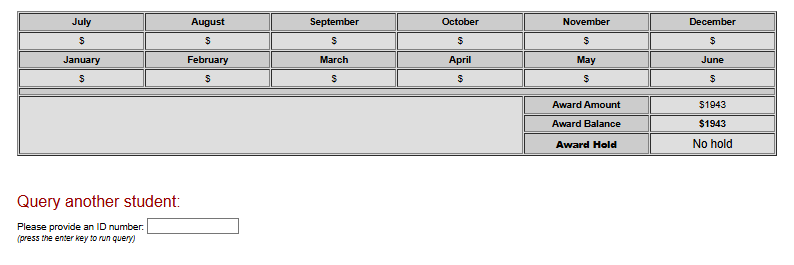 July August September October November December
$ $ $ $ $ $
January February March April May June
$ $ $ $ $ $
Award Amount $1943
Award Balance $1943
Award Hold No hold
Query another student:
Please provide an ID number:
(press the enter key to run query)